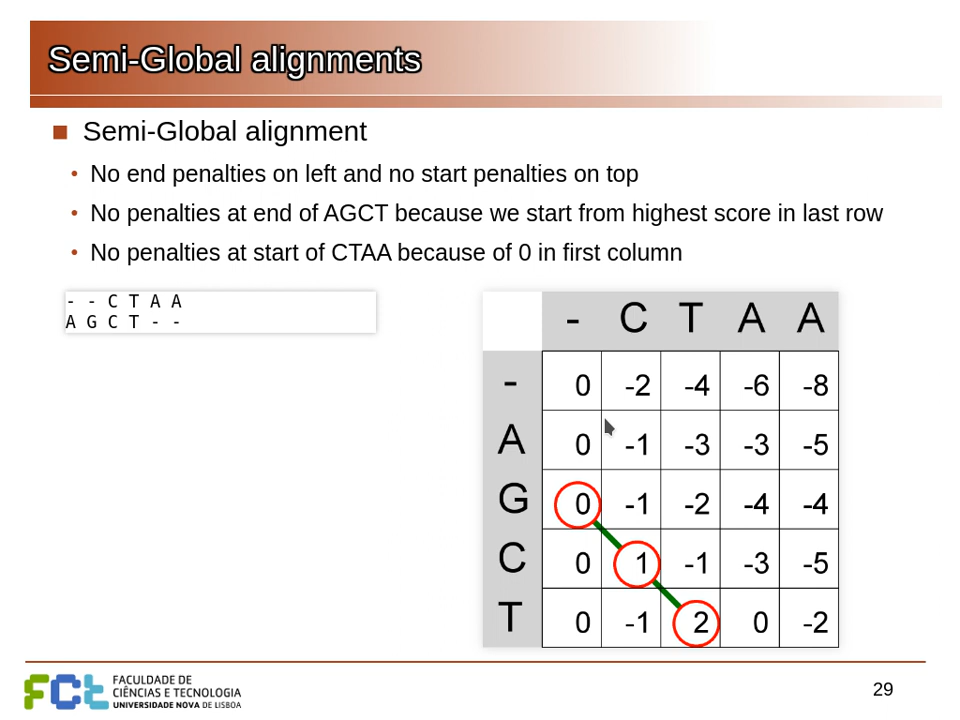 Semi-Global alignments
Semi-Global alignment
No end penalties on left and no start penalties on top
No penalties at end of AGCT because we start from highest score in last row
No penalties at start of CTAA because of 0 in first column
- - C T A A
A G C T - -
- C T A A
- 0 -2 -4 -6 -8
A 0 -1 -3 -3 -5
G 0 -1 -2 -4 -4
C 0 1 -1 -3 -5
T 0 -1 2 0 -2
FCt FACULDADE DE
CIÊNCIAS E TECNOLOGIA
UNIVERSIDADE NOVA DE LISBOA
29